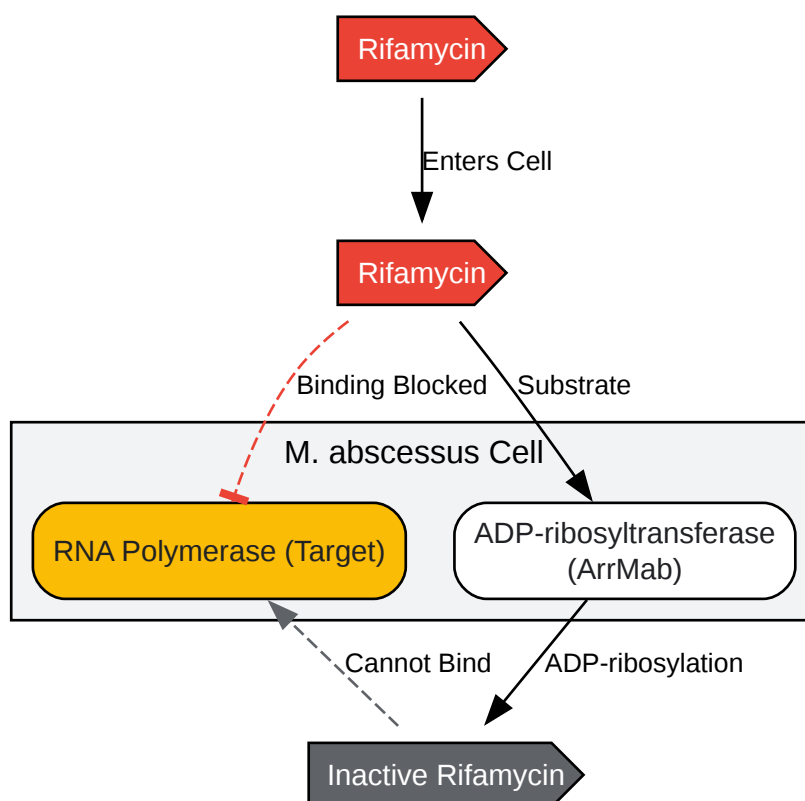 Rifamycin
Enters Cell
Rifamycin
Binding Blocked
Substrate
M. abscessus Cell
RNA Polymerase (Target)
ADP-ribosyltransferase
(ArrMab)
Cannot Bind
ADP-ribosylation
Inactive Rifamycin